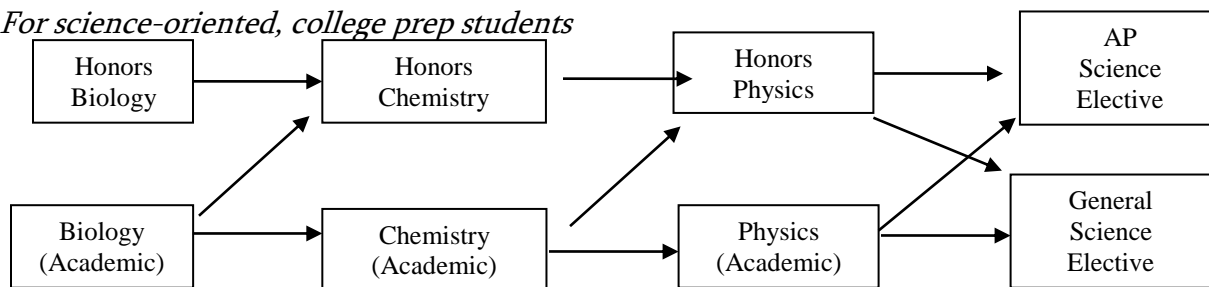 For science-oriented, college prep students
Honors
Biology
Honors
Chemistry
Honors
Physics
AP
Science
Elective
Biology
(Academic)
Chemistry
(Academic)
Physics
(Academic)
General
Science
Elective